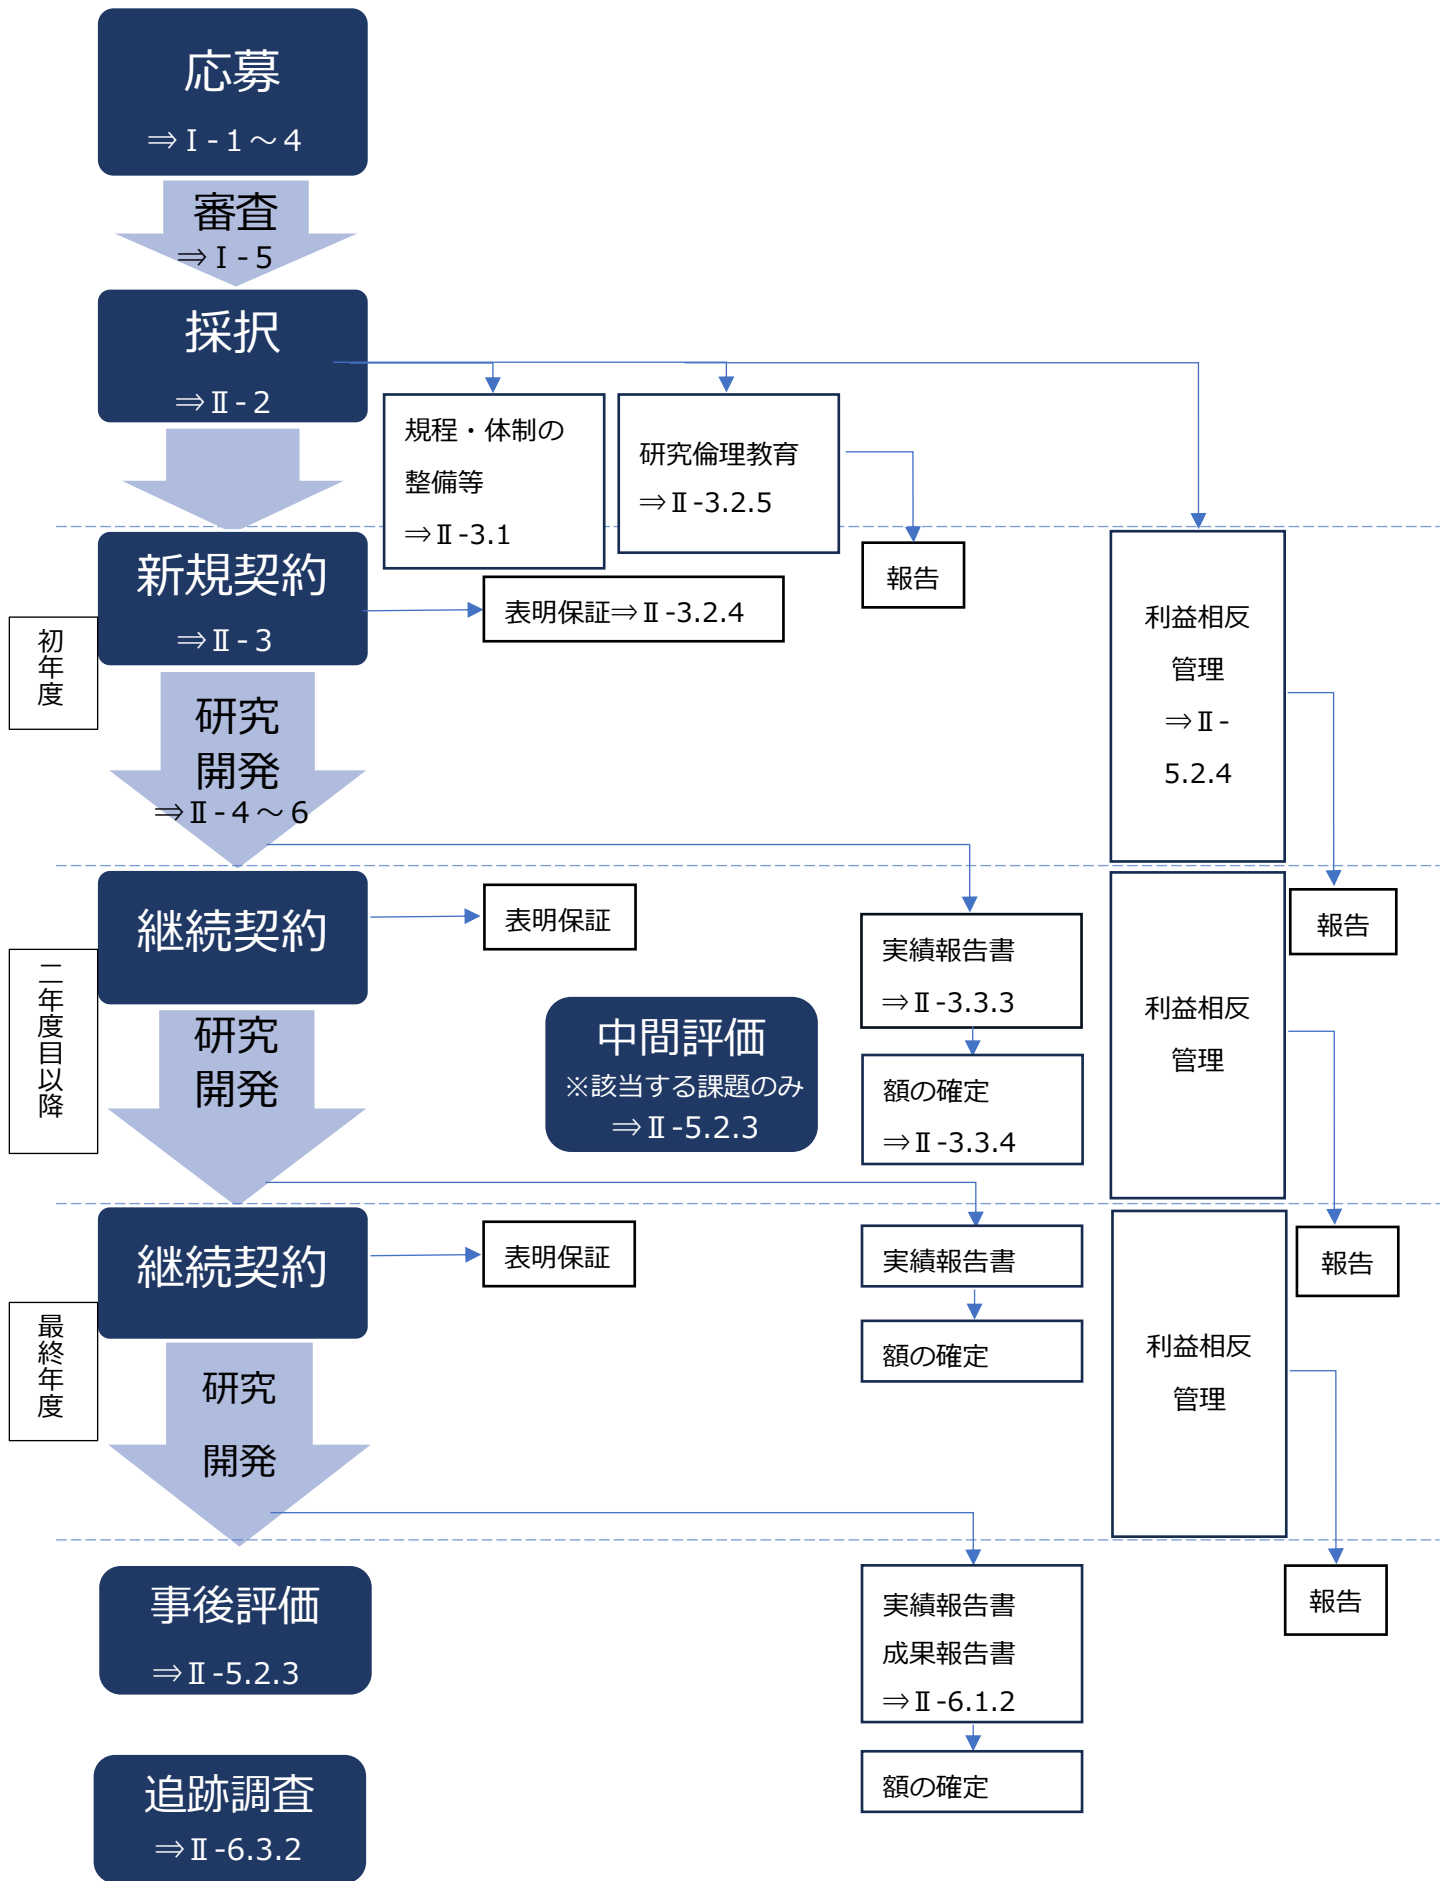 応募
⇒Ⅰ-1～4
審査
⇒Ⅰ-5
採択
⇒Ⅱ-2
規程・体制の
整備等
⇒Ⅱ-3.1
研究倫理教育
⇒Ⅱ-3.2.5
報告
初年度
新規契約
⇒Ⅱ-3
表明保証⇒Ⅱ-3.2.4
利益相反
管理
⇒Ⅱ-
5.2.4
研究
開発
⇒Ⅱ-4～6
報告
二年度目以降
継続契約
表明保証
実績報告書
⇒Ⅱ-3.3.3
額の確定
⇒Ⅱ-3.3.4
利益相反
管理
研究
開発
中間評価
※該当する課題のみ
⇒Ⅱ-5.2.3
報告
最終年度
継続契約
表明保証
実績報告書
額の確定
利益相反
管理
研究
開発
報告
事後評価
⇒Ⅱ-5.2.3
実績報告書
成果報告書
⇒Ⅱ-6.1.2
額の確定
追跡調査
⇒Ⅱ-6.3.2